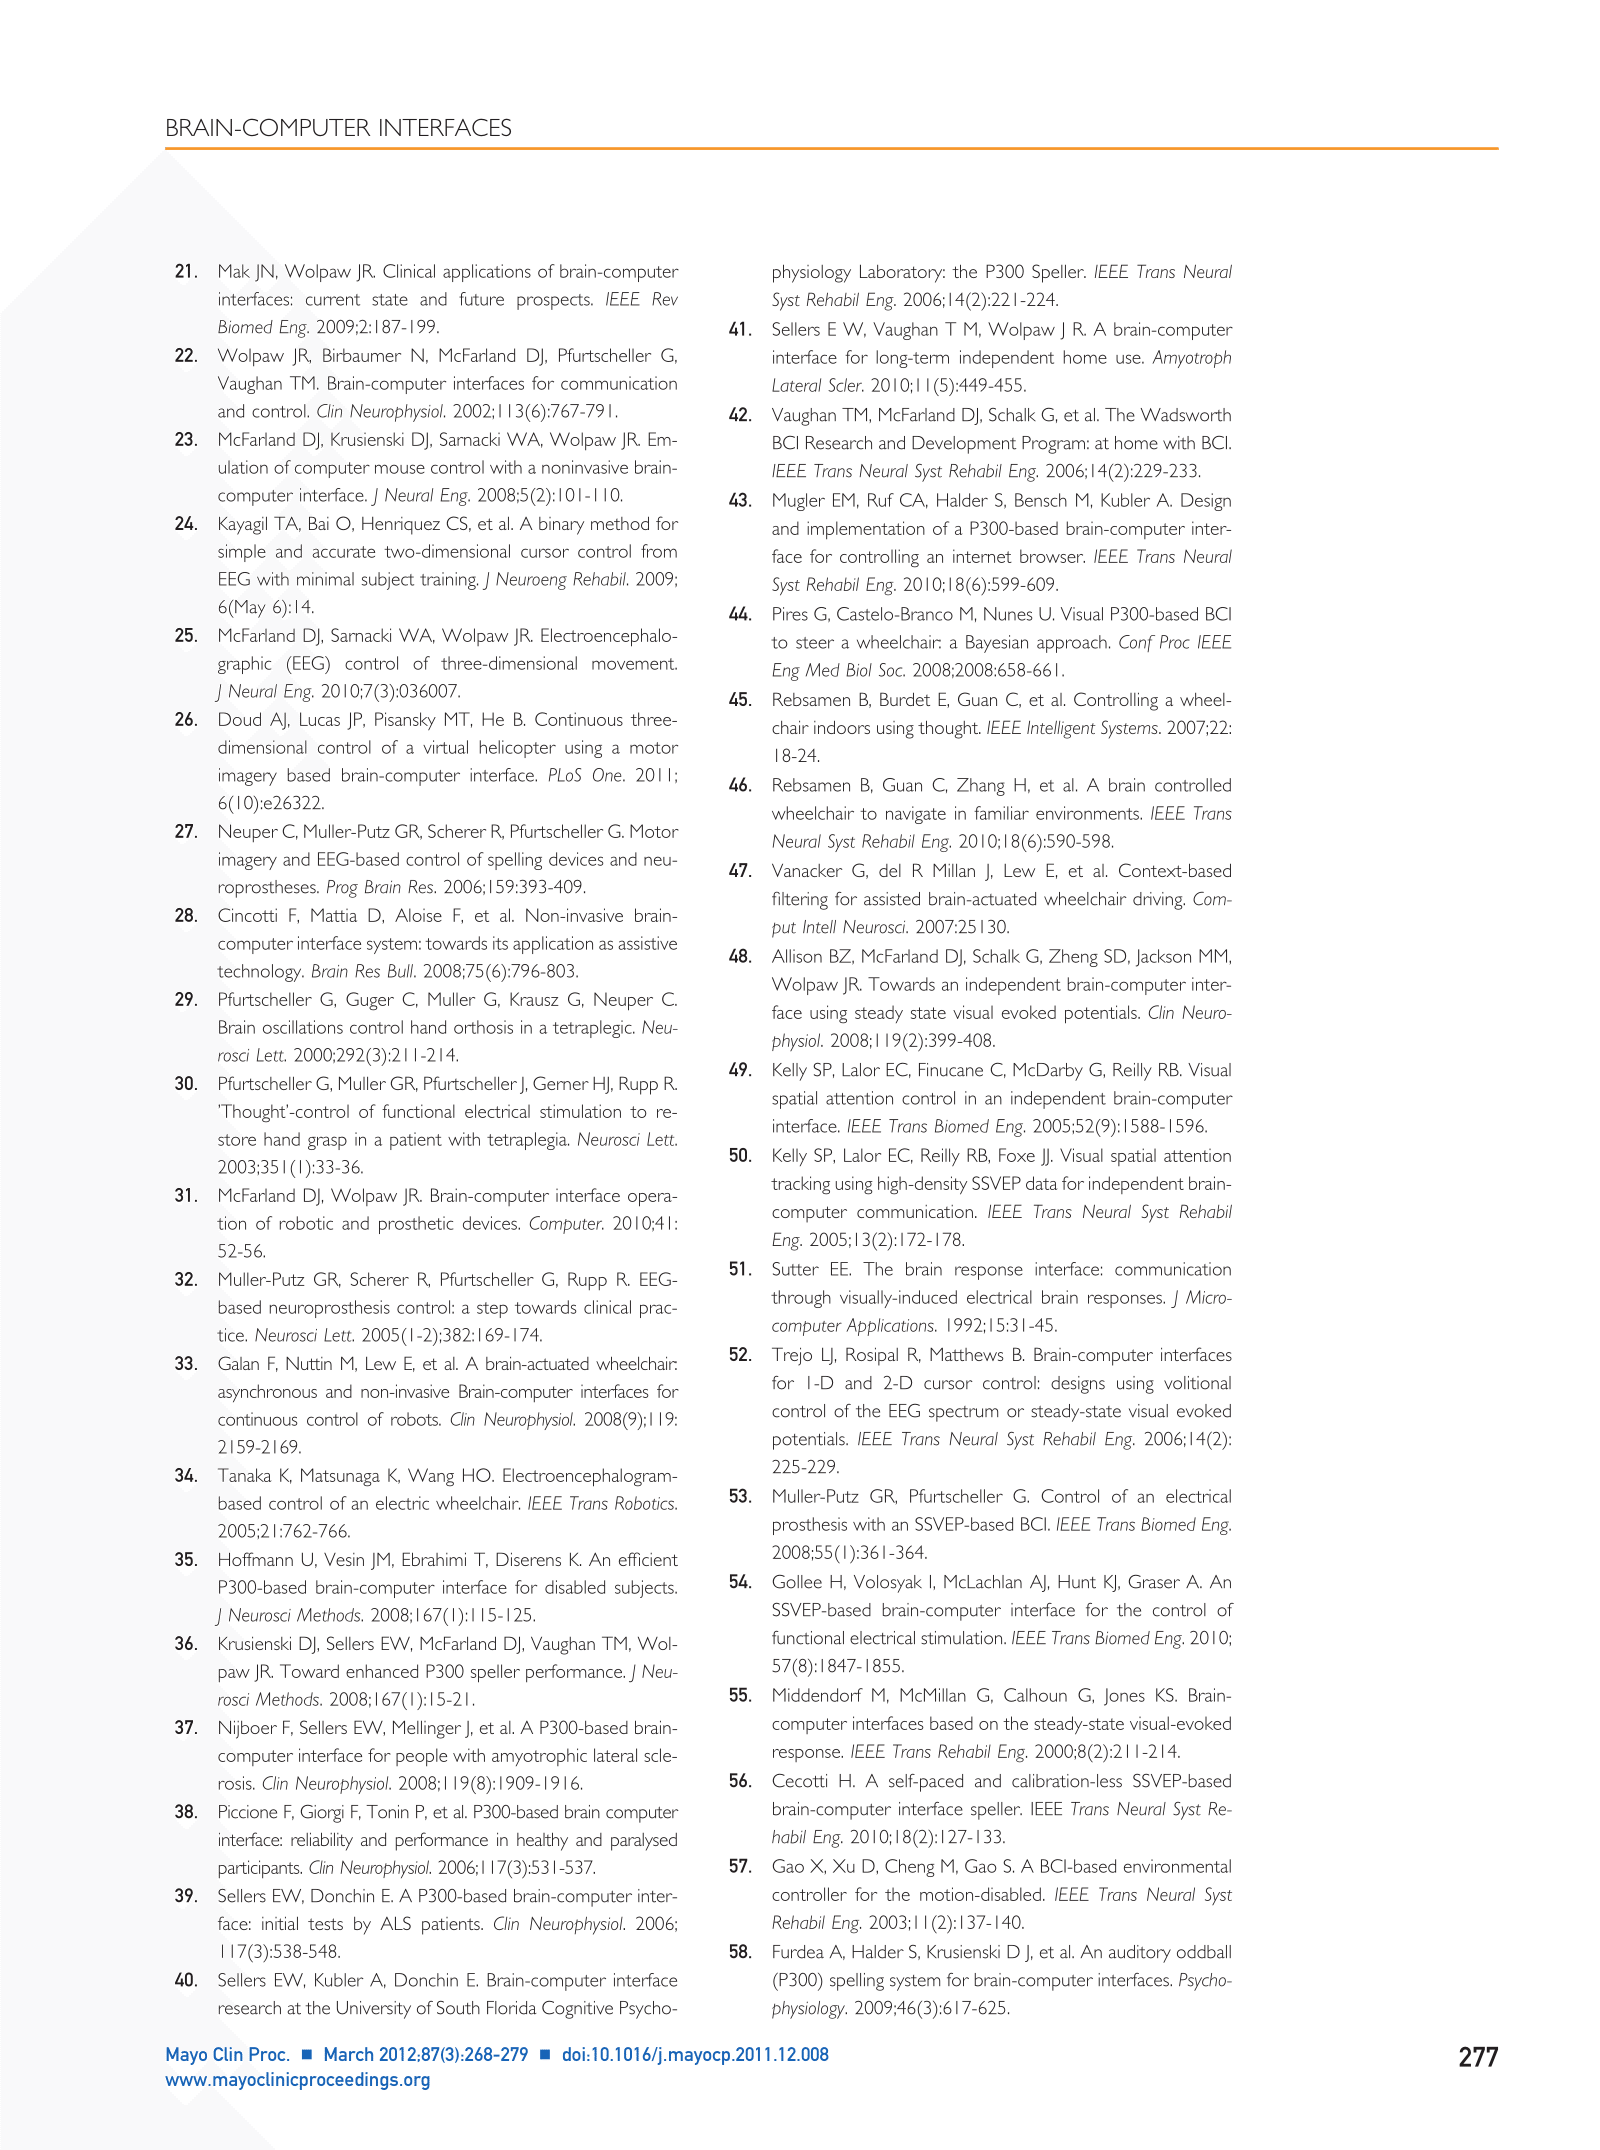 BRAIN-COMPUTER INTERFACES
21. Mak JN, Wolpaw JR. Clinical applications of brain-computer
interfaces: current state and future prospects. IEEE Rev
Biomed Eng. 2009;2:187-199.
22. Wolpaw JR, Birbaumer N, McFarland DJ, Pfurtscheller G,
Vaughan TM. Brain-computer interfaces for communication
and control. Clin Neurophysiol. 2002;113(6):767-791.
23. McFarland DJ, Krusienski DJ, Sarnacki WA, Wolpaw JR. Em-
ulation of computer mouse control with a noninvasive brain-
computer interface. J Neural Eng. 2008;5(2):101-110.
24. Kayagil TA, Bai O, Henriquez CS, et al. A binary method for
simple and accurate two-dimensional cursor control from
EEG with minimal subject training. J Neuroeng Rehabil. 2009;
6(May 6):14.
25. McFarland DJ, Sarnacki WA, Wolpaw JR. Electroencephalo-
graphic (EEG) control of three-dimensional movement.
J Neural Eng. 2010;7(3):036007.
26. Doud AJ, Lucas JP, Pisansky MT, He B. Continuous three-
dimensional control of a virtual helicopter using a motor
imagery based brain-computer interface. PLoS One. 2011;
6(10):e26322.
27. Neuper C, Muller-Putz GR, Scherer R, Pfurtscheller G. Motor
imagery and EEG-based control of spelling devices and neu-
roprostheses. Prog Brain Res. 2006;159:393-409.
28. Cincotti F, Mattia D, Aloise F, et al. Non-invasive brain-
computer interface system: towards its application as assistive
technology. Brain Res Bull. 2008;75(6):796-803.
29. Pfurtscheller G, Guger C, Muller G, Krausz G, Neuper C.
Brain oscillations control hand orthosis in a tetraplegic. Neu-
rosci Lett. 2000;292(3):211-214.
30. Pfurtscheller G, Muller GR, Pfurtscheller J, Gerner HJ, Rupp R.
'Thought'-control of functional electrical stimulation to re-
store hand grasp in a patient with tetraplegia. Neurosci Lett.
2003;351(1):33-36.
31. McFarland DJ, Wolpaw JR. Brain-computer interface opera-
tion of robotic and prosthetic devices. Computer. 2010;41:
52-56.
32. Muller-Putz GR, Scherer R, Pfurtscheller G, Rupp R. EEG-
based neuroprosthesis control: a step towards clinical prac-
tice. Neurosci Lett. 2005(1-2);382:169-174.
33. Galan F, Nuttin M, Lew E, et al. A brain-actuated wheelchair:
asynchronous and non-invasive Brain-computer interfaces for
continuous control of robots. Clin Neurophysiol. 2008(9);119:
2159-2169.
34. Tanaka K, Matsunaga K, Wang HO. Electroencephalogram-
based control of an electric wheelchair. IEEE Trans Robotics.
2005;21:762-766.
35. Hoffmann U, Vesin JM, Ebrahimi T, Diserens K. An efficient
P300-based brain-computer interface for disabled subjects.
J Neurosci Methods. 2008;167(1):115-125.
36. Krusienski DJ, Sellers EW, McFarland DJ, Vaughan TM, Wol-
paw JR. Toward enhanced P300 speller performance. J Neu-
rosci Methods. 2008;167(1):15-21.
37. Nijboer F, Sellers EW, Mellinger J, et al. A P300-based brain-
computer interface for people with amyotrophic lateral scle-
rosis. Clin Neurophysiol. 2008;119(8):1909-1916.
38. Piccione F, Giorgi F, Tonin P, et al. P300-based brain computer
interface: reliability and performance in healthy and paralysed
participants. Clin Neurophysiol. 2006;117(3):531-537.
39. Sellers EW, Donchin E. A P300-based brain-computer inter-
face: initial tests by ALS patients. Clin Neurophysiol. 2006;
117(3):538-548.
40. Sellers EW, Kubler A, Donchin E. Brain-computer interface
research at the University of South Florida Cognitive Psycho-
physiology Laboratory: the P300 Speller. IEEE Trans Neural
Syst Rehabil Eng. 2006;14(2):221-224.
41. Sellers E W, Vaughan T M, Wolpaw J R. A brain-computer
interface for long-term independent home use. Amyotroph
Lateral Scler. 2010;11(5):449-455.
42. Vaughan TM, McFarland DJ, Schalk G, et al. The Wadsworth
BCI Research and Development Program: at home with BCI.
IEEE Trans Neural Syst Rehabil Eng. 2006;14(2):229-233.
43. Mugler EM, Ruf CA, Halder S, Bensch M, Kubler A. Design
and implementation of a P300-based brain-computer inter-
face for controlling an internet browser. IEEE Trans Neural
Syst Rehabil Eng. 2010;18(6):599-609.
44. Pires G, Castelo-Branco M, Nunes U. Visual P300-based BCI
to steer a wheelchair: a Bayesian approach. Conf Proc IEEE
Eng Med Biol Soc. 2008;2008:658-661.
45. Rebsamen B, Burdet E, Guan C, et al. Controlling a wheel-
chair indoors using thought. IEEE Intelligent Systems. 2007;22:
18-24.
46. Rebsamen B, Guan C, Zhang H, et al. A brain controlled
wheelchair to navigate in familiar environments. IEEE Trans
Neural Syst Rehabil Eng. 2010;18(6):590-598.
47. Vanacker G, del R Millan J, Lew E, et al. Context-based
filtering for assisted brain-actuated wheelchair driving. Com-
put Intell Neurosci. 2007:25130.
48. Allison BZ, McFarland DJ, Schalk G, Zheng SD, Jackson MM,
Wolpaw JR. Towards an independent brain-computer inter-
face using steady state visual evoked potentials. Clin Neuro-
physiol. 2008;119(2):399-408.
49. Kelly SP, Lalor EC, Finucane C, McDarby G, Reilly RB. Visual
spatial attention control in an independent brain-computer
interface. IEEE Trans Biomed Eng. 2005;52(9):1588-1596.
50. Kelly SP, Lalor EC, Reilly RB, Foxe JJ. Visual spatial attention
tracking using high-density SSVEP data for independent brain-
computer communication. IEEE Trans Neural Syst Rehabil
Eng. 2005;13(2):172-178.
51. Sutter EE. The brain response interface: communication
through visually-induced electrical brain responses. J Micro-
computer Applications. 1992;15:31-45.
52. Trejo LJ, Rosipal R, Matthews B. Brain-computer interfaces
for 1-D and 2-D cursor control: designs using volitional
control of the EEG spectrum or steady-state visual evoked
potentials. IEEE Trans Neural Syst Rehabil Eng. 2006;14(2):
225-229.
53. Muller-Putz GR, Pfurtscheller G. Control of an electrical
prosthesis with an SSVEP-based BCI. IEEE Trans Biomed Eng.
2008;55(1):361-364.
54. Gollee H, Volosyak I, McLachlan AJ, Hunt KJ, Graser A. An
SSVEP-based brain-computer interface for the control of
functional electrical stimulation. IEEE Trans Biomed Eng. 2010;
57(8):1847-1855.
55. Middendorf M, McMillan G, Calhoun G, Jones KS. Brain-
computer interfaces based on the steady-state visual-evoked
response. IEEE Trans Rehabil Eng. 2000;8(2):211-214.
56. Cecotti H. A self-paced and calibration-less SSVEP-based
brain-computer interface speller. IEEE Trans Neural Syst Re-
habil Eng. 2010;18(2):127-133.
57. Gao X, Xu D, Cheng M, Gao S. A BCI-based environmental
controller for the motion-disabled. IEEE Trans Neural Syst
Rehabil Eng. 2003;11(2):137-140.
58. Furdea A, Halder S, Krusienski D J, et al. An auditory oddball
(P300) spelling system for brain-computer interfaces. Psycho-
physiology. 2009;46(3):617-625.
Mayo Clin Proc. ■ March 2012;87(3):268-279 ■ doi:10.1016/j.mayocp.2011.12.008
www.mayoclinicproceedings.org
277